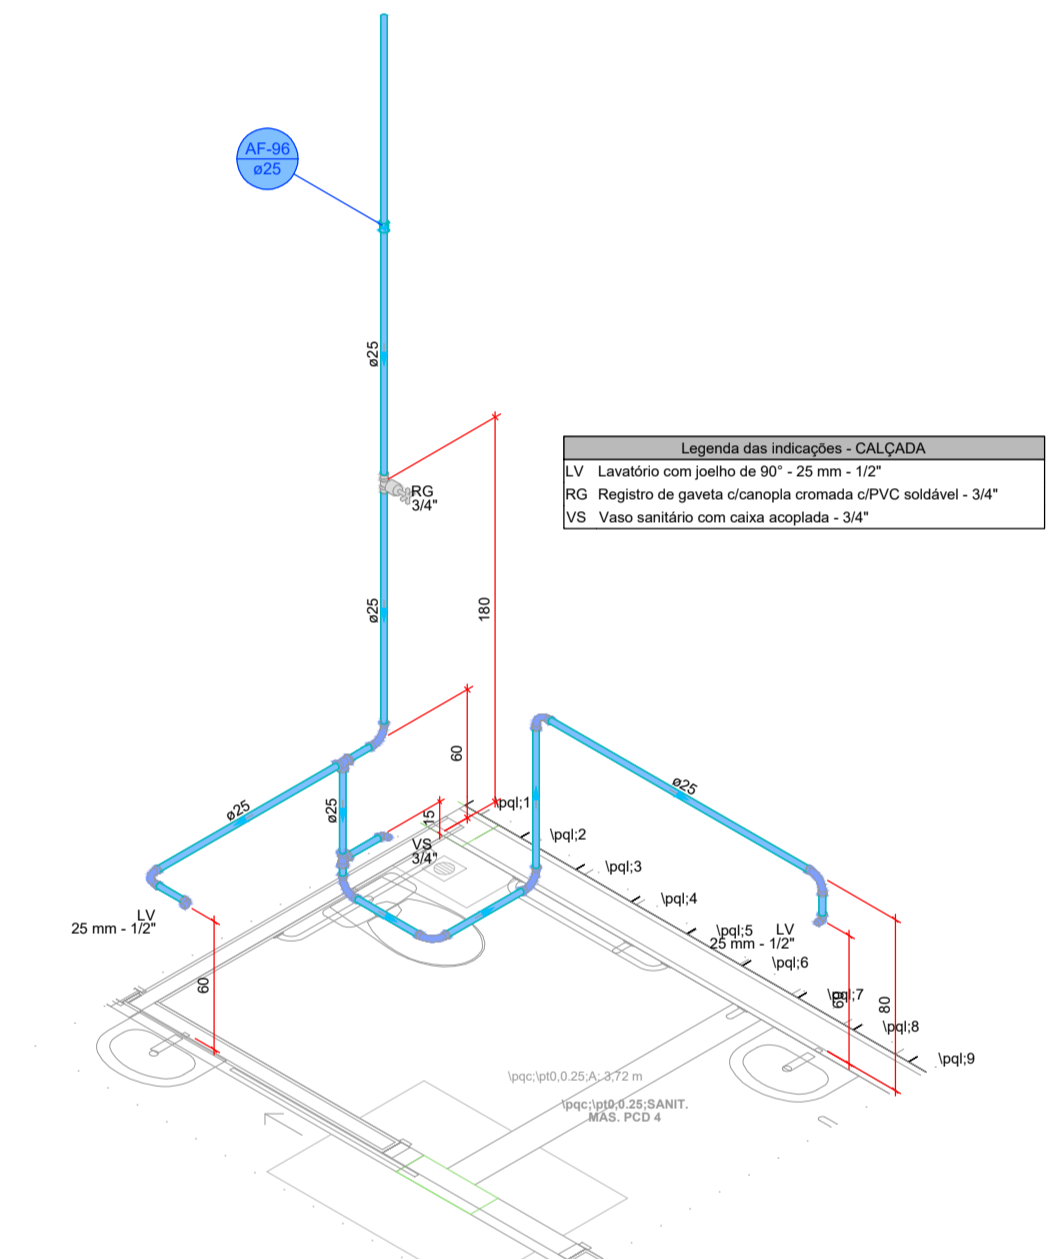 AF-96
ø25
ø25
RG
3/4"
Legenda das indicações - CALÇADA
LV Lavatório com joelho de 90° - 25 mm - 1/2"
RG Registro de gaveta c/canopla cromada c/PVC soldável - 3/4"
VS Vaso sanitário com caixa acoplada - 3/4"
ø25
180
60
ø25
ø25
ø25
15
VS
3/4"
\pql;1
\pql;2
\pql;3
\pql;4
\pql;5
\pql;6
\pql;7
\pql;8
\pql;9
LV
25 mm - 1/2"
LV
25 mm - 1/2"
60
80
\pqc;\pt0,0.25;A: 3,72 m
\pqc;\pt0,0.25;SANIT.
MAS. PCD 4